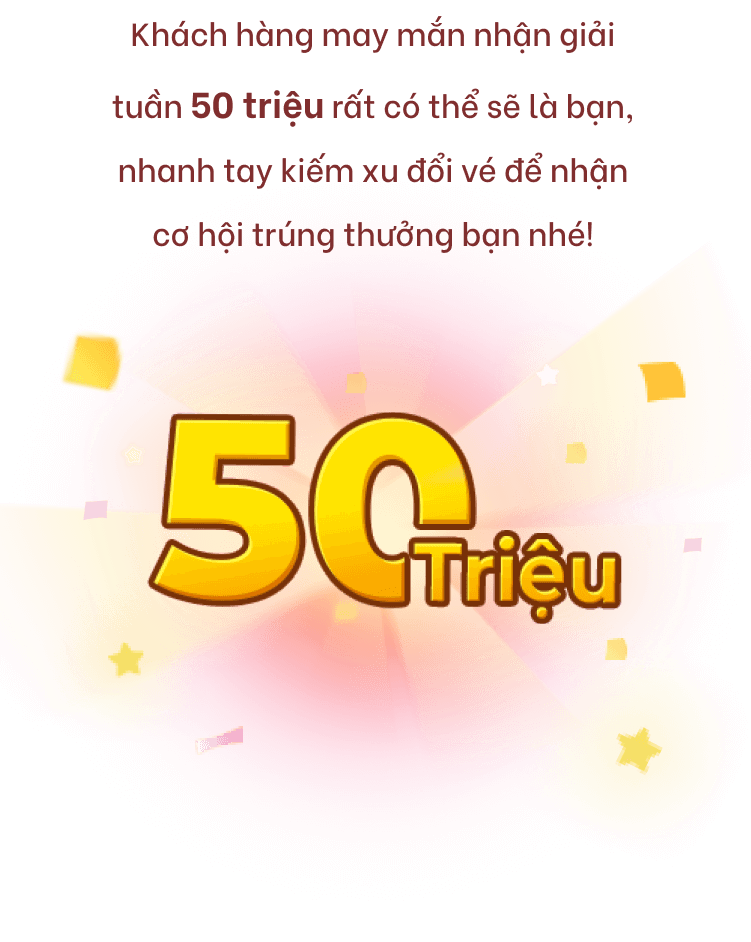 Khách hàng may mắn nhận giải
tuần 50 triệu rất có thể sẽ là bạn,
nhanh tay kiếm xu đổi vé để nhận
cơ hội trúng thưởng bạn nhé!
50 Triệu